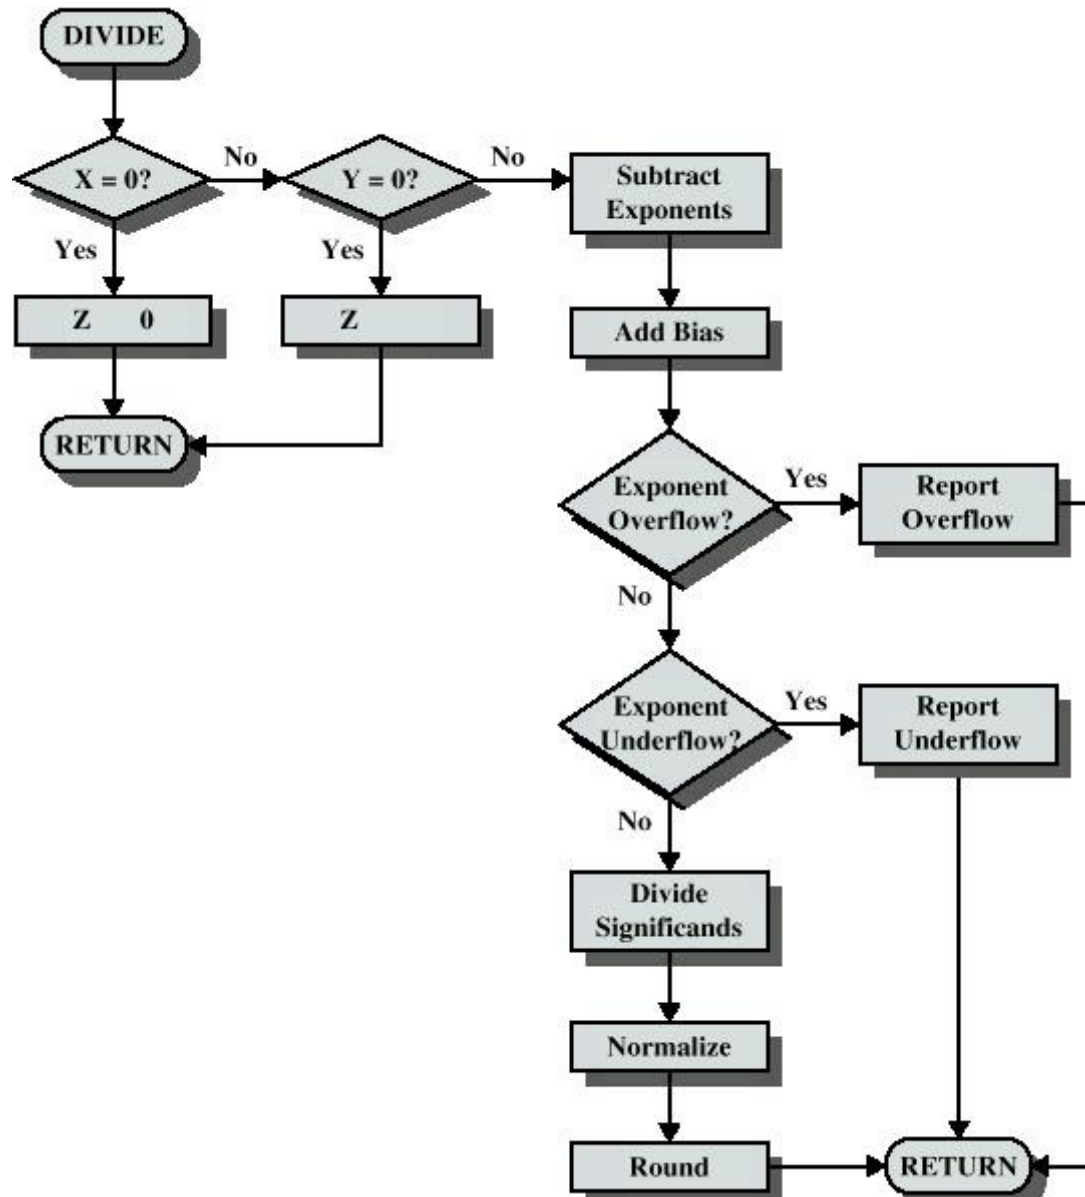 DIVIDE
X = 0?
No
Y = 0?
No
Subtract
Exponents
Yes
Yes
Z 0
Z
Add Bias
RETURN
Exponent
Overflow?
Yes
Report
Overflow
No
Exponent
Underflow?
Yes
Report
Underflow
No
Divide
Significands
Normalize
Round
RETURN